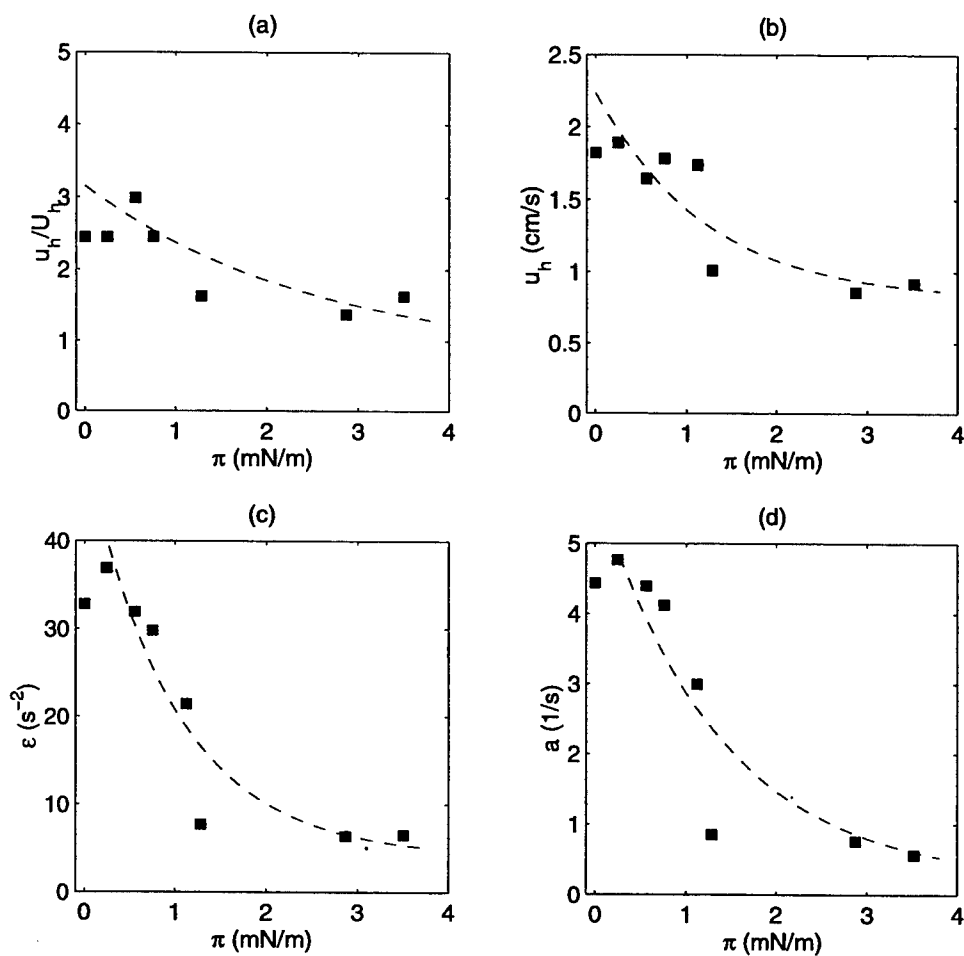 (a)
5
4
3
2
1
0
u_h/U_h
0 1 2 3 4
π (mN/m)
(b)
2.5
2
1.5
1
0.5
0
u_h (cm/s)
0 1 2 3 4
π (mN/m)
(c)
40
30
20
10
0
ε (s⁻²)
0 1 2 3 4
π (mN/m)
(d)
5
4
3
2
1
0
a (1/s)
0 1 2 3 4
π (mN/m)